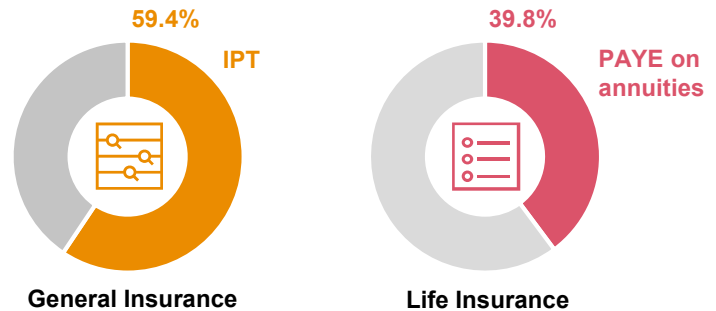 59.4%
IPT
General Insurance
39.8%
PAYE on
annuities
Life Insurance